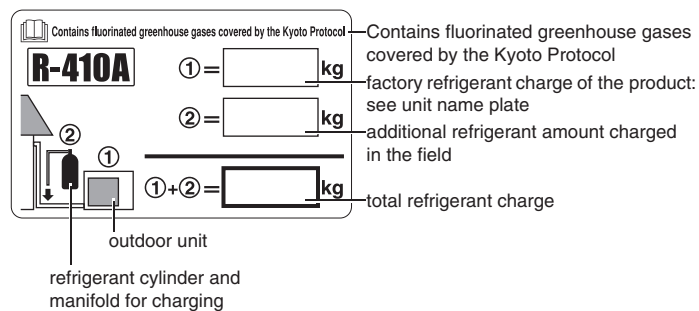 Contains fluorinated greenhouse gases covered by the Kyoto Protocol
R-410A
①= kg
②= kg
①+②= kg
②
①
Contains fluorinated greenhouse gases
covered by the Kyoto Protocol
factory refrigerant charge of the product:
see unit name plate
additional refrigerant amount charged
in the field
total refrigerant charge
outdoor unit
refrigerant cylinder and
manifold for charging